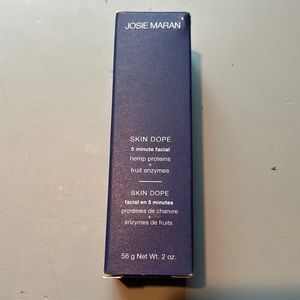 JOSIE MARAN
SKIN DOPE
5 minute facial
hemp proteins
+
fruit enzymes
SKIN DOPE
facial en 5 minutes
protéines de chanvre
+
enzymes de fruits
56 g Net Wt. 2 oz.